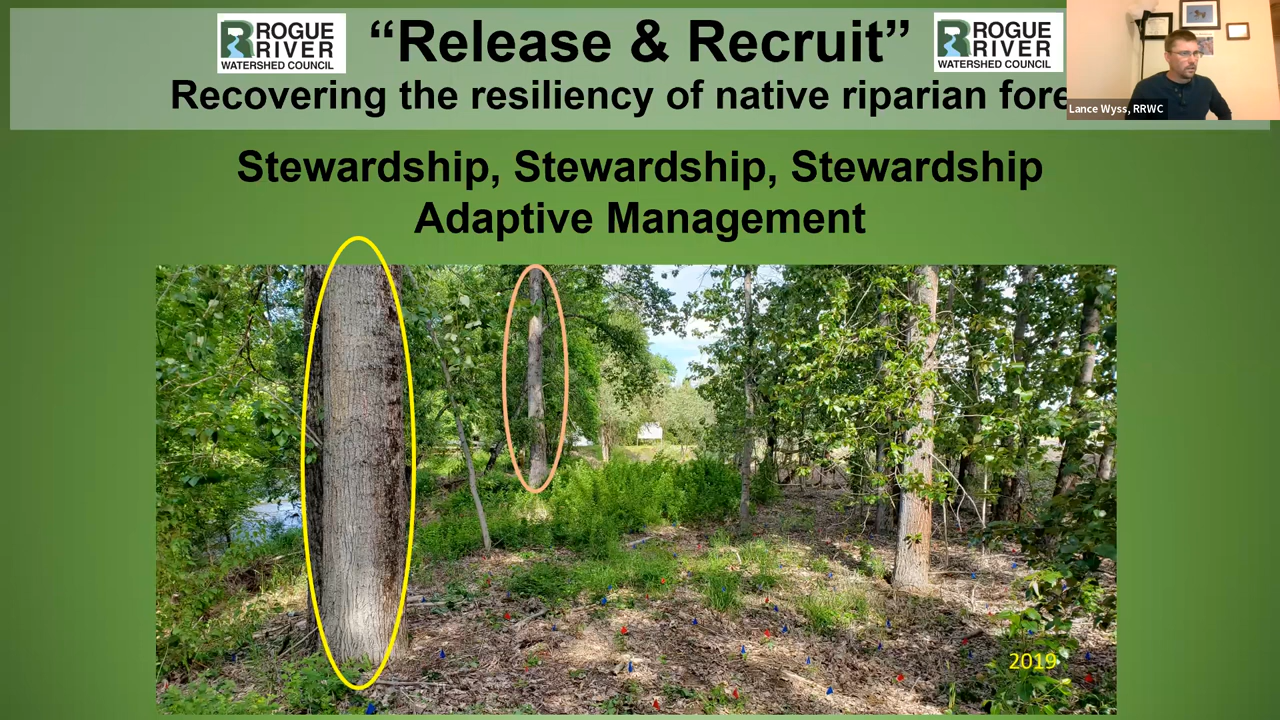 ROGUE
RIVER
WATERSHED COUNCIL
“Release & Recruit”
ROGUE
RIVER
WATERSHED COUNCIL
Recovering the resiliency of native riparian fore
Lance Wyss, RRWC
Stewardship, Stewardship, Stewardship
Adaptive Management
2019